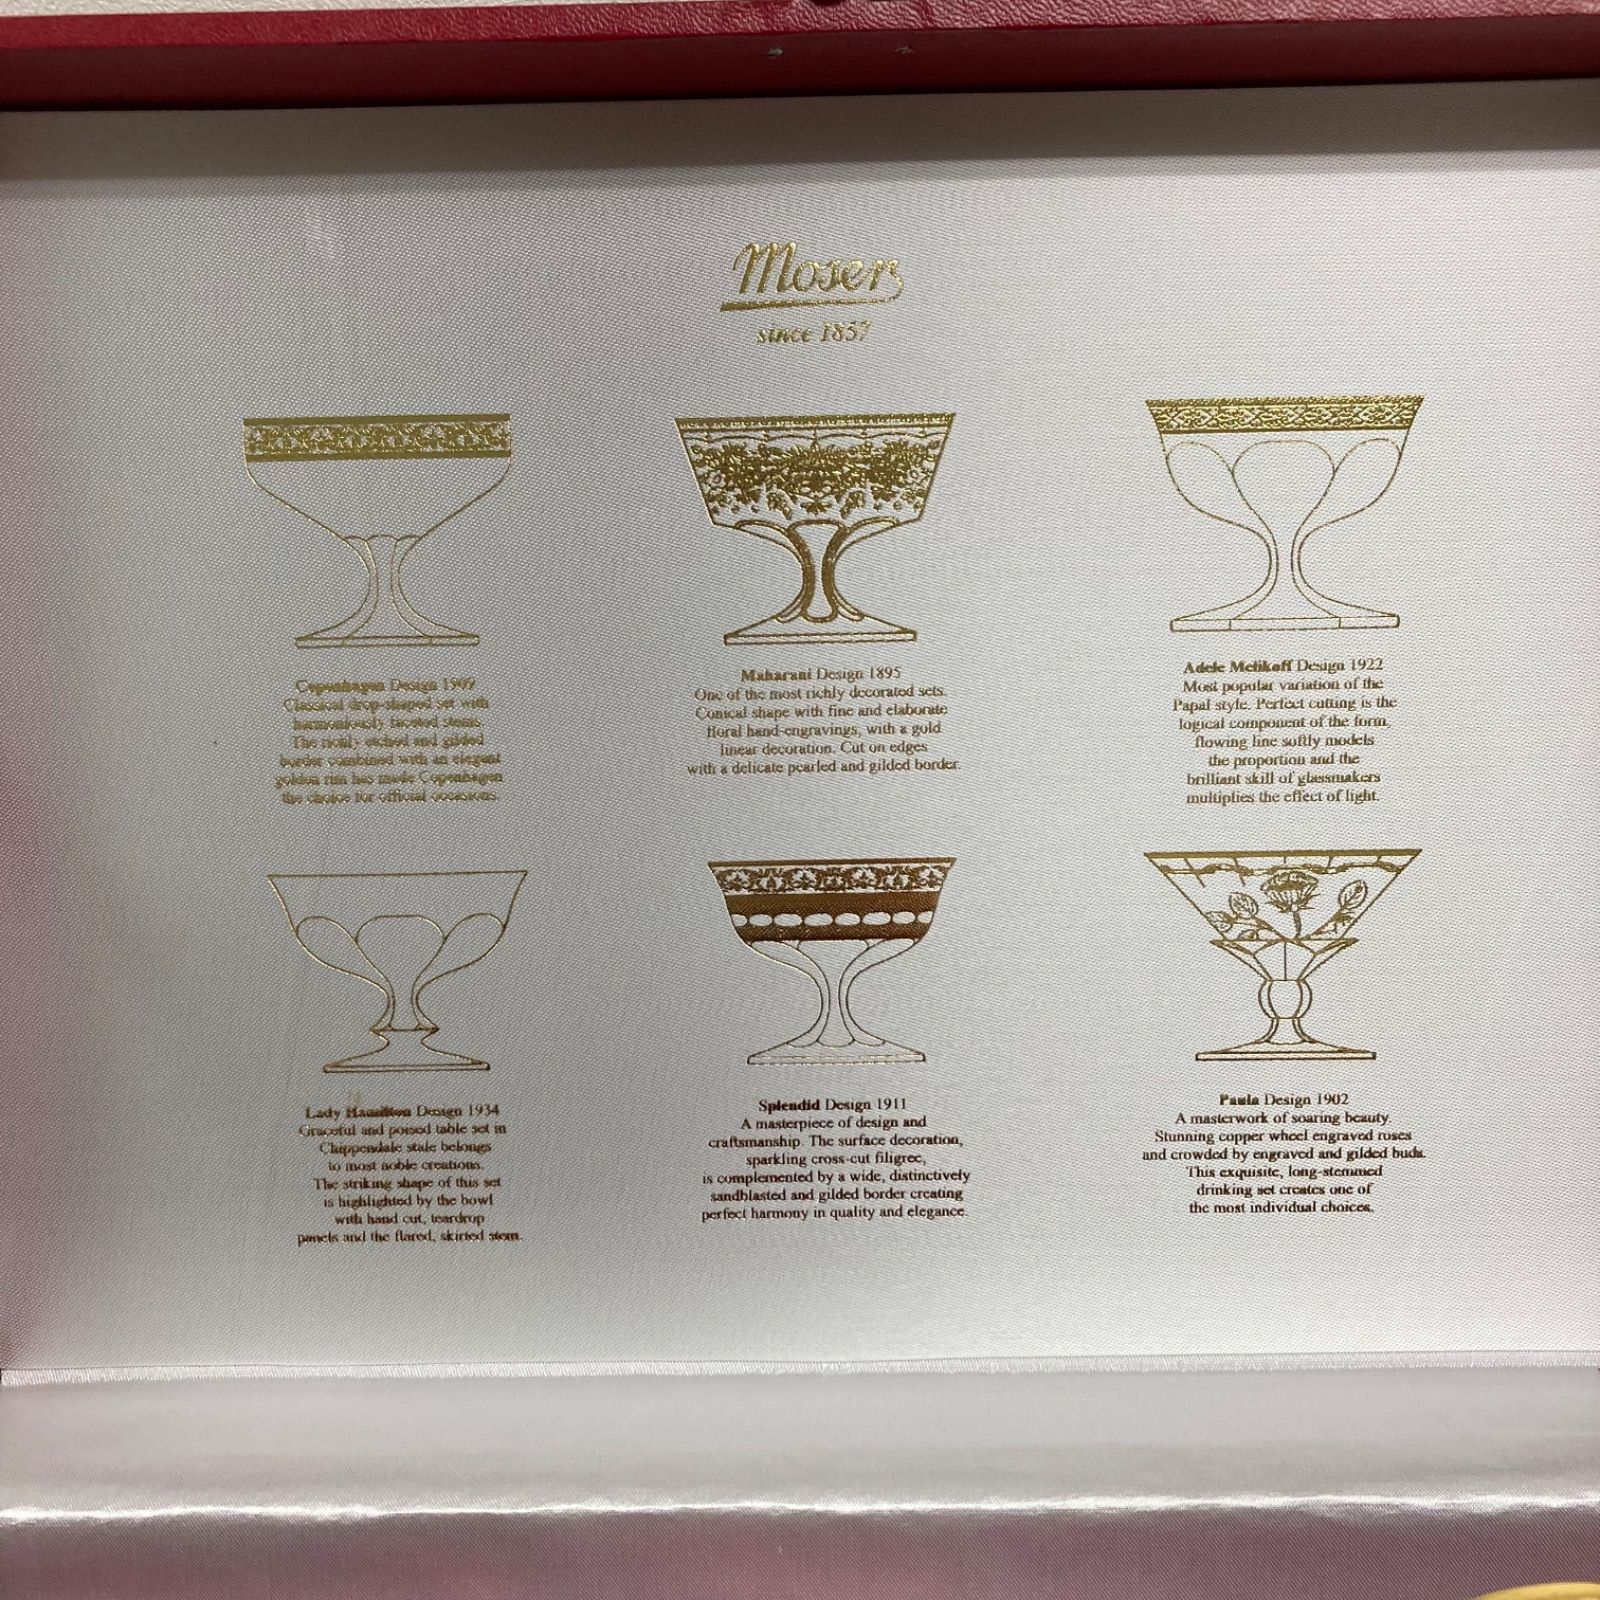 Moser
since 1857
Copenhagen Design 1909
Classical drop-shaped set with
harmoniously faceted stems.
The richly etched and gilded
border combined with an elegant
golden rim has made Copenhagen
the choice for official occasions.
Maharani Design 1895
One of the most richly decorated sets.
Conical shape with fine and elaborate
floral hand-engravings, with a gold
linear decoration. Cut on edges
with a delicate pearled and gilded border.
Adele Melikoff Design 1922
Most popular variation of the
Papal style. Perfect cutting is the
logical component of the form,
flowing line softly models
the proportion and the
brilliant skill of glassmakers
multiplies the effect of light.
Lady Hamilton Design 1934
Graceful and poised table set in
Chippendale stale belongs
to most noble creations.
The striking shape of this set
is highlighted by the bowl
with hand cut, teardrop
panels and the flared, skirted stem.
Splendid Design 1911
A masterpiece of design and
craftsmanship. The surface decoration,
sparkling cross-cut filigree,
is complemented by a wide, distinctively
sandblasted and gilded border creating
perfect harmony in quality and elegance.
Paula Design 1902
A masterwork of soaring beauty.
Stunning copper wheel engraved roses
and crowded by engraved and gilded buds.
This exquisite, long-stemmed
drinking set creates one of
the most individual choices.